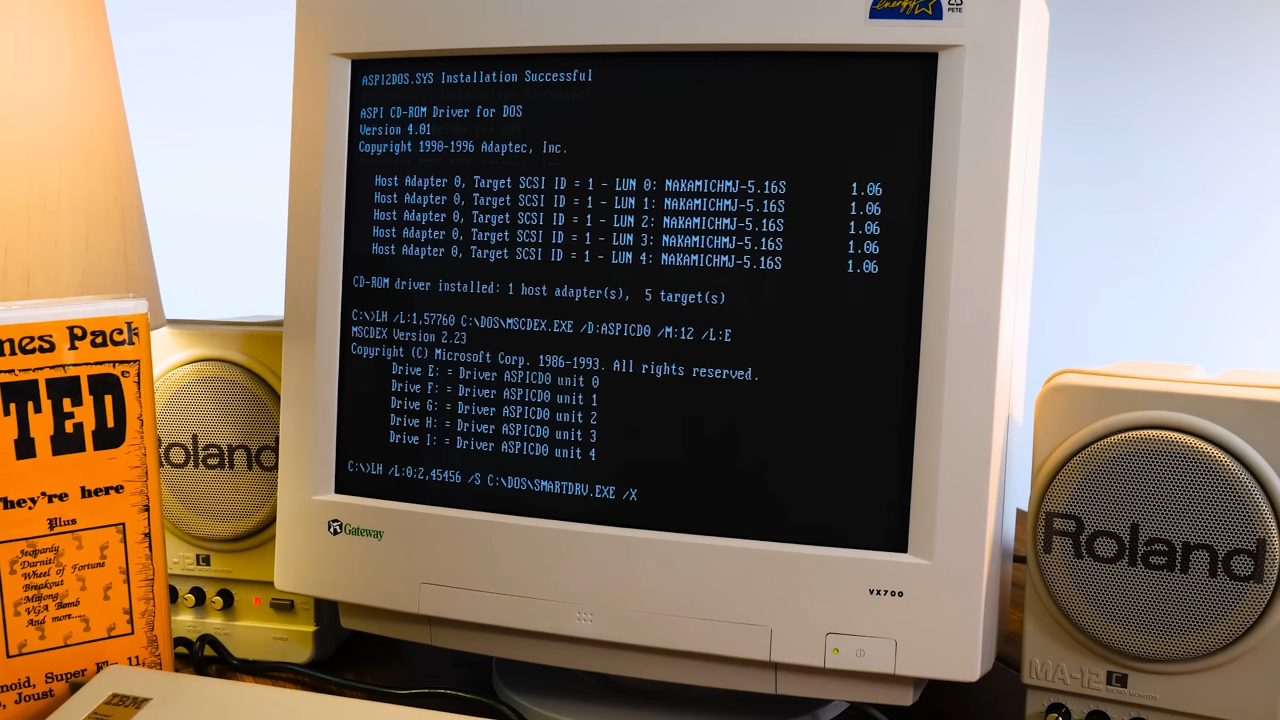 energy
PETE
ASPI2DOS.SYS Installation Successful
ASPI CD-ROM Driver for DOS
Version 4.01
Copyright 1990-1996 Adaptec, Inc.
Host Adapter 0, Target SCSI ID = 1 - LUN 0: NAKAMICHMJ-5.16S 1.06
Host Adapter 0, Target SCSI ID = 1 - LUN 1: NAKAMICHMJ-5.16S 1.06
Host Adapter 0, Target SCSI ID = 1 - LUN 2: NAKAMICHMJ-5.16S 1.06
Host Adapter 0, Target SCSI ID = 1 - LUN 3: NAKAMICHMJ-5.16S 1.06
Host Adapter 0, Target SCSI ID = 1 - LUN 4: NAKAMICHMJ-5.16S 1.06
CD-ROM driver installed: 1 host adapter(s), 5 target(s)
C:\>LH /L:1,57760 C:\DOS\MSCDEX.EXE /D:ASPICD0 /M:12 /L:E
MSCDEX Version 2.23
Copyright (C) Microsoft Corp. 1986-1993. All rights reserved.
Drive E: = Driver ASPICD0 unit 0
Drive F: = Driver ASPICD0 unit 1
Drive G: = Driver ASPICD0 unit 2
Drive H: = Driver ASPICD0 unit 3
Drive I: = Driver ASPICD0 unit 4
C:\>LH /L:0;2,45456 /S C:\DOS\SMARTDRV.EXE /X
Gateway
VX700
mes Pack
TED
They're here
Plus
Jeopardy
Darnit!
Wheel of Fortune
Breakout
Mahjong
VGA Bomb
And more....
noid, Super
, Joust
IBM
Roland
-12 C
Roland
MA-12 C
MICRO MONITOR